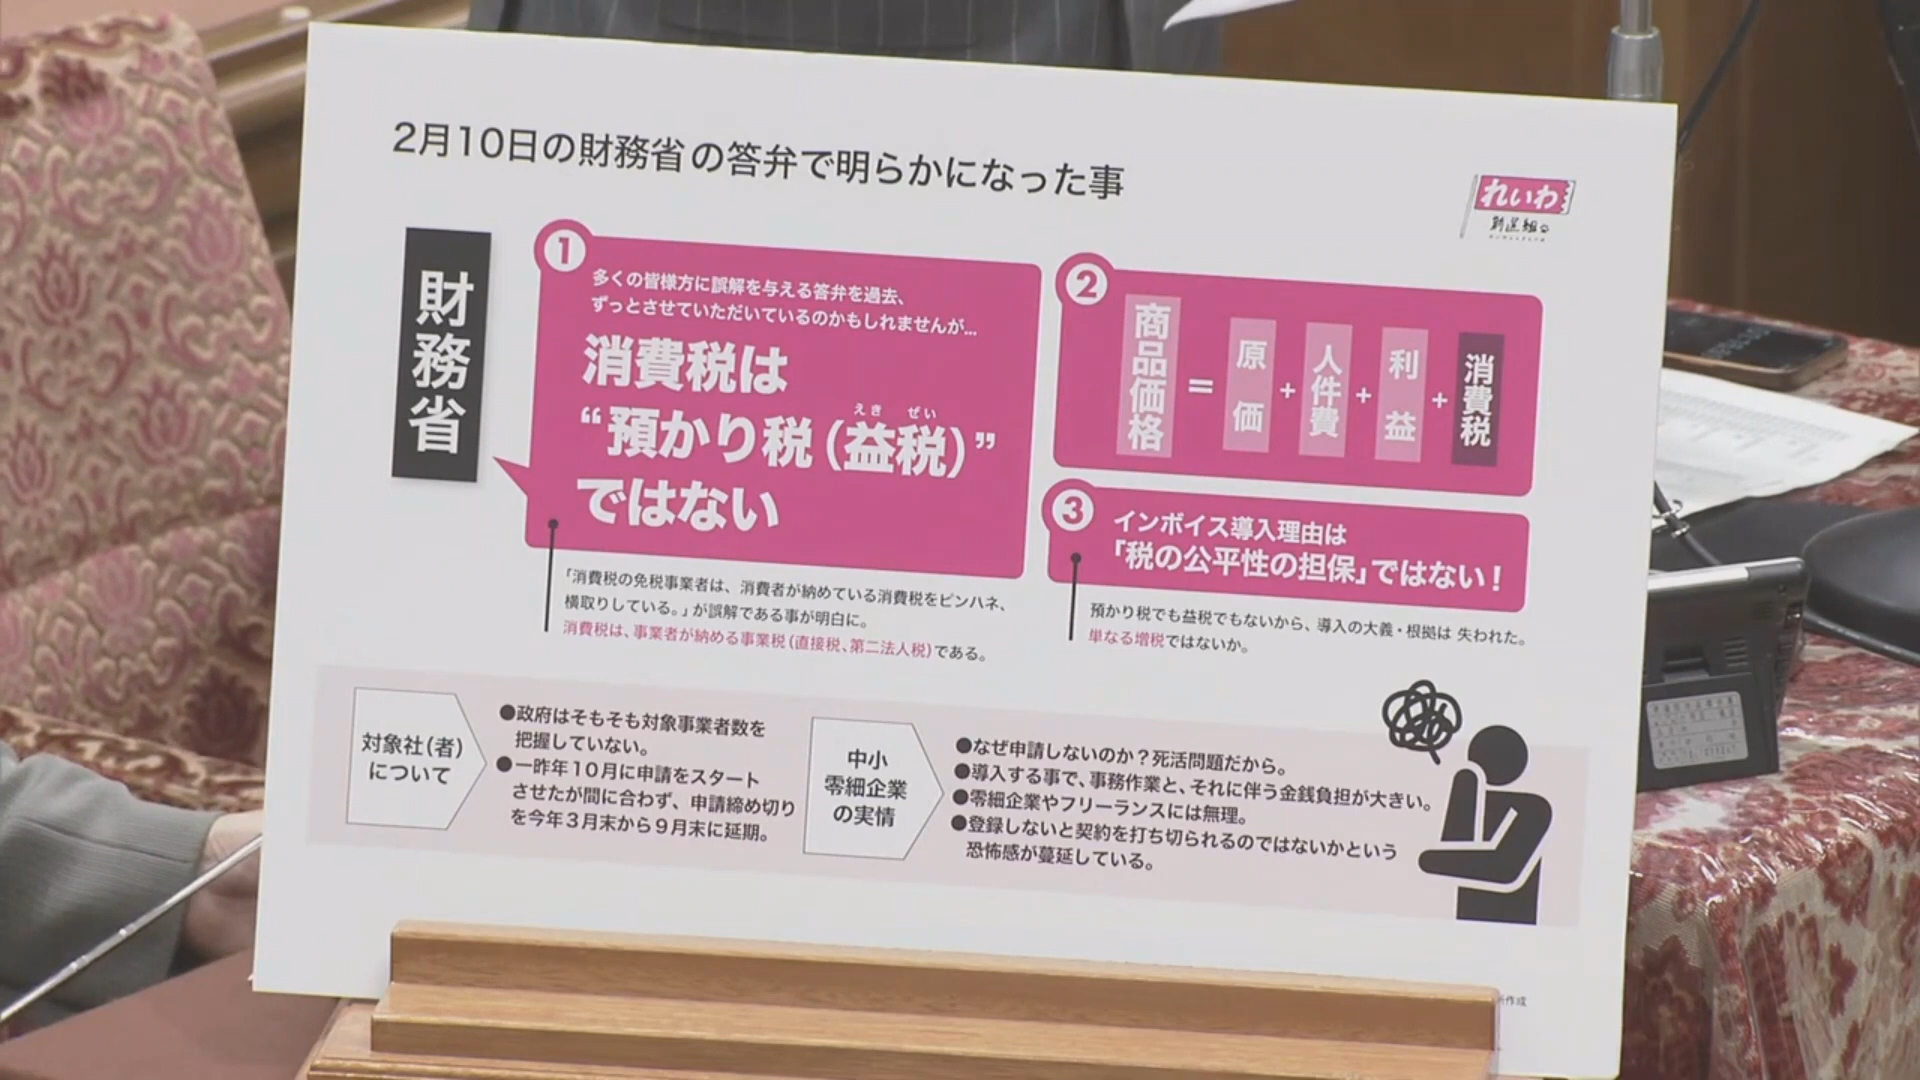 2月10日の財務省の答弁で明らかになった事
れいわ
新選組
財務省
1
多くの皆様方に誤解を与える答弁を過去、
ずっとさせていただいているのかもしれませんが...
消費税は
“預かり税(益税)”
えき ぜい
ではない
「消費税の免税事業者は、消費者が納めている消費税をピンハネ、
横取りしている。」が誤解である事が明白に。
消費税は、事業者が納める事業税(直接税、第二法人税)である。
2
商品価格 = 原価 + 人件費 + 利益 + 消費税
3
インボイス導入理由は
「税の公平性の担保」ではない!
預かり税でも益税でもないから、導入の大義・根拠は 失われた。
単なる増税ではないか。
対象社(者)
について
●政府はそもそも対象事業者数を
把握していない。
●一昨年10月に申請をスタート
させたが間に合わず、申請締め切り
を今年3月末から9月末に延期。
中小
零細企業
の実情
●なぜ申請しないのか?死活問題だから。
●導入する事で、事務作業と、それに伴う金銭負担が大きい。
●零細企業やフリーランスには無理。
●登録しないと契約を打ち切られるのではないかという
恐怖感が蔓延している。
作成